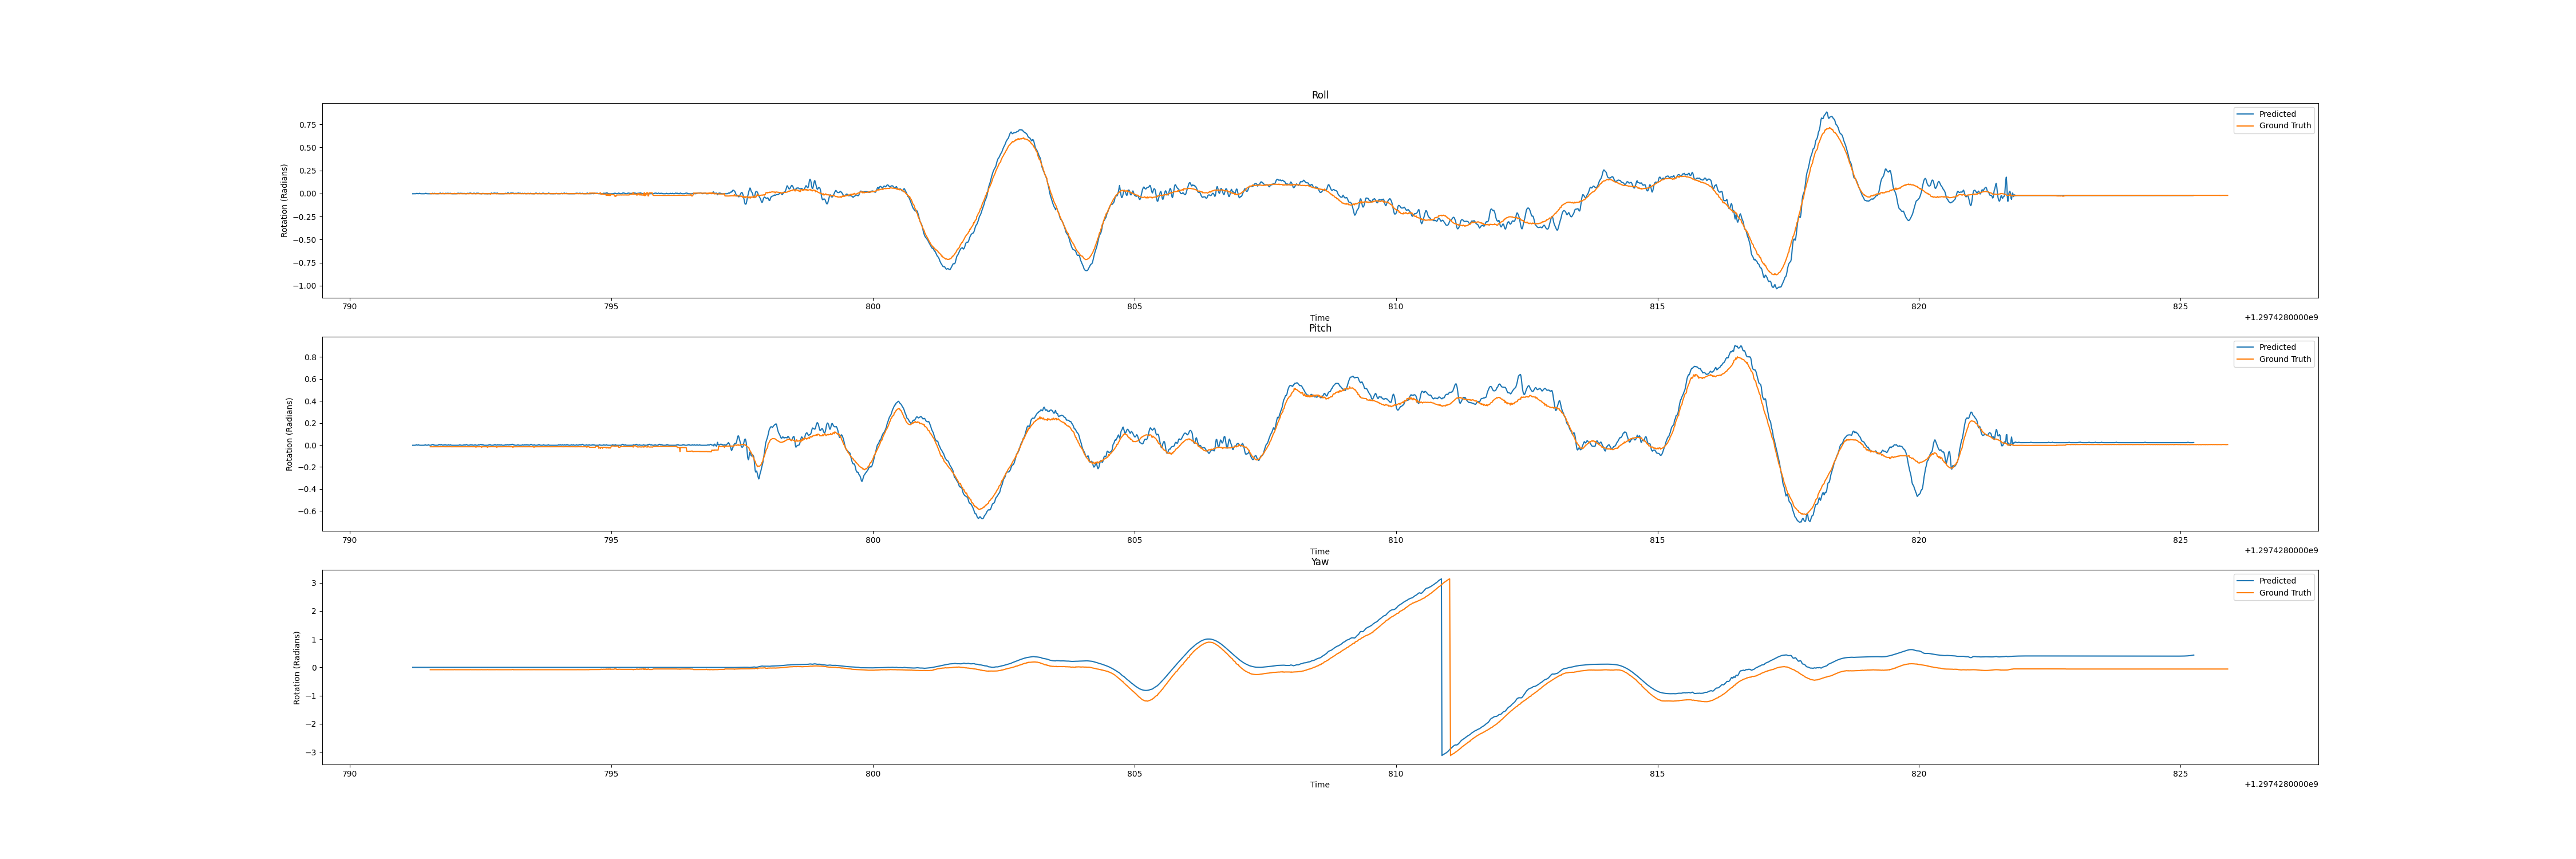 Roll
Predicted
Ground Truth
Rotation (Radians)
0.75
0.50
0.25
0.00
−0.25
−0.50
−0.75
−1.00
790 795 800 805 810 815 820 825
Time
+1.2974280000e9
Pitch
Predicted
Ground Truth
Rotation (Radians)
0.8
0.6
0.4
0.2
0.0
−0.2
−0.4
−0.6
790 795 800 805 810 815 820 825
Time
+1.2974280000e9
Yaw
Predicted
Ground Truth
Rotation (Radians)
3
2
1
0
−1
−2
−3
790 795 800 805 810 815 820 825
Time
+1.2974280000e9